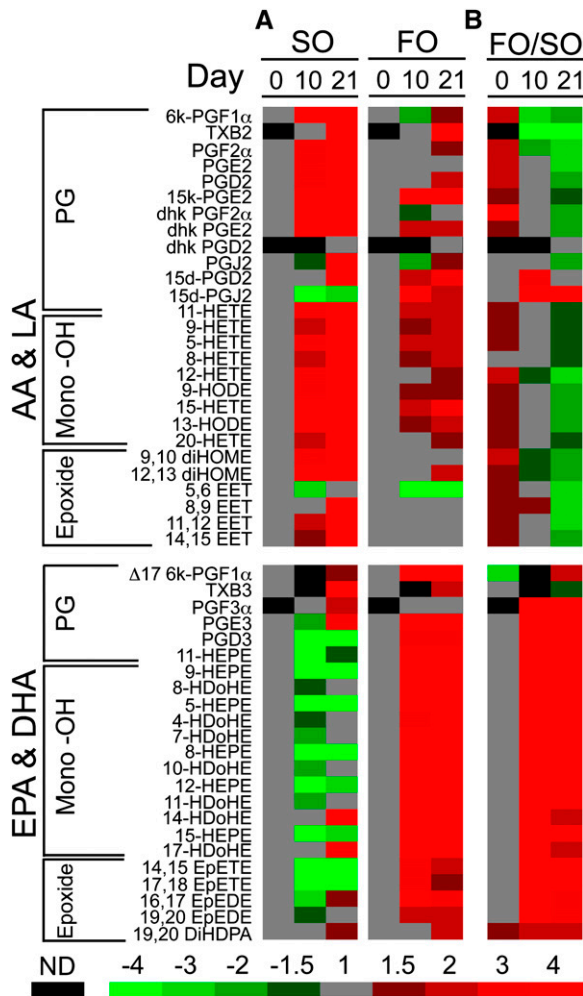 A B
SO FO FO/SO
Day 0 10 21 0 10 21 0 10 21
AA & LA
PG
6k-PGF1α
TXB2
PGF2α
PGE2
PGD2
15k-PGE2
dhk PGF2α
dhk PGE2
dhk PGD2
PGJ2
15d-PGD2
15d-PGJ2
Mono -OH
11-HETE
9-HETE
5-HETE
8-HETE
12-HETE
9-HODE
15-HETE
13-HODE
20-HETE
Epoxide
9,10 diHOME
12,13 diHOME
5,6 EET
8,9 EET
11,12 EET
14,15 EET
EPA & DHA
PG
Δ17 6k-PGF1α
TXB3
PGF3α
PGE3
PGD3
Mono -OH
11-HEPE
9-HEPE
8-HDoHE
5-HEPE
4-HDoHE
7-HDoHE
8-HEPE
10-HDoHE
12-HEPE
11-HDoHE
14-HDoHE
15-HEPE
17-HDoHE
Epoxide
14,15 EpETE
17,18 EpETE
16,17 EpEDE
19,20 EpEDE
19,20 DiHDPA
ND -4 -3 -2 -1.5 1 1.5 2 3 4